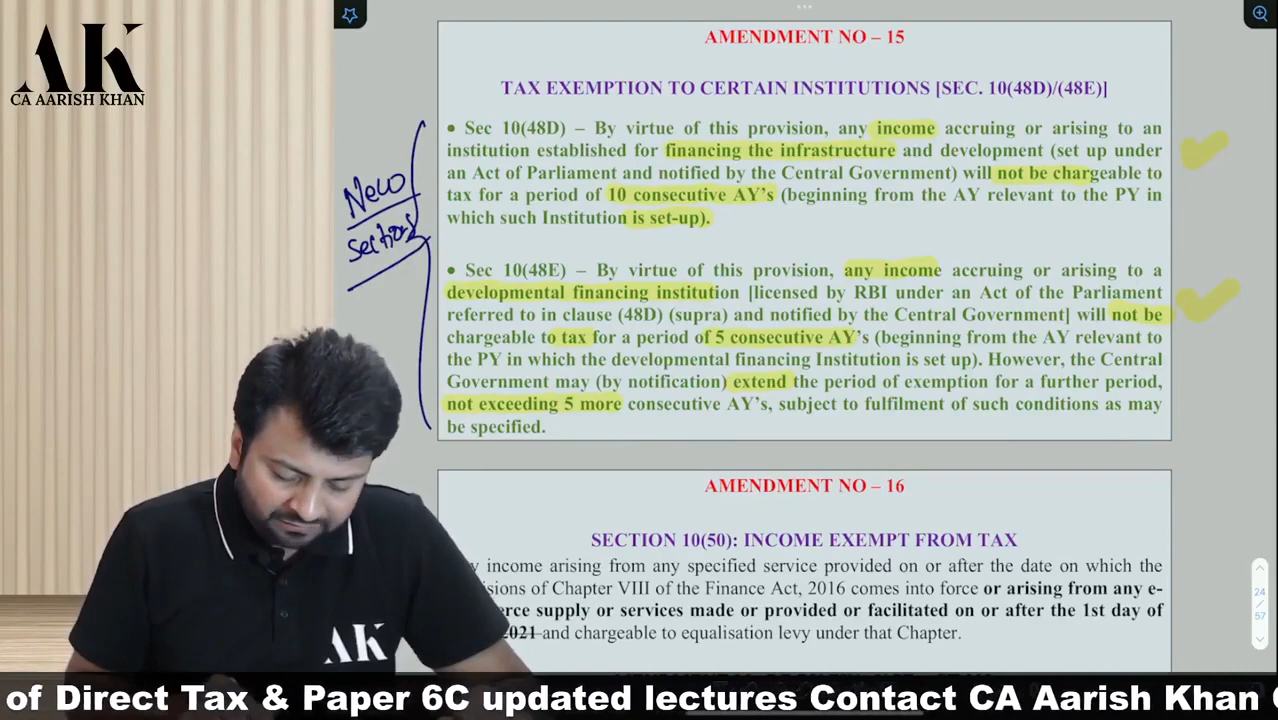 AK
CA AARISH KHAN
AMENDMENT NO – 15
TAX EXEMPTION TO CERTAIN INSTITUTIONS [SEC. 10(48D)/(48E)]
• Sec 10(48D) – By virtue of this provision, any income accruing or arising to an
institution established for financing the infrastructure and development (set up under
an Act of Parliament and notified by the Central Government) will not be chargeable to
tax for a period of 10 consecutive AY's (beginning from the AY relevant to the PY in
which such Institution is set-up).
New
sections
• Sec 10(48E) – By virtue of this provision, any income accruing or arising to a
developmental financing institution [licensed by RBI under an Act of the Parliament
referred to in clause (48D) (supra) and notified by the Central Government] will not be
chargeable to tax for a period of 5 consecutive AY's (beginning from the AY relevant to
the PY in which the developmental financing Institution is set up). However, the Central
Government may (by notification) extend the period of exemption for a further period,
not exceeding 5 more consecutive AY's, subject to fulfilment of such conditions as may
be specified.
AMENDMENT NO – 16
SECTION 10(50): INCOME EXEMPT FROM TAX
income arising from any specified service provided on or after the date on which the
isions of Chapter VIII of the Finance Act, 2016 comes into force or arising from any e-
erce supply or services made or provided or facilitated on or after the 1st day of
2021 and chargeable to equalisation levy under that Chapter.
24
57
AK
of Direct Tax & Paper 6C updated lectures Contact CA Aarish Khan